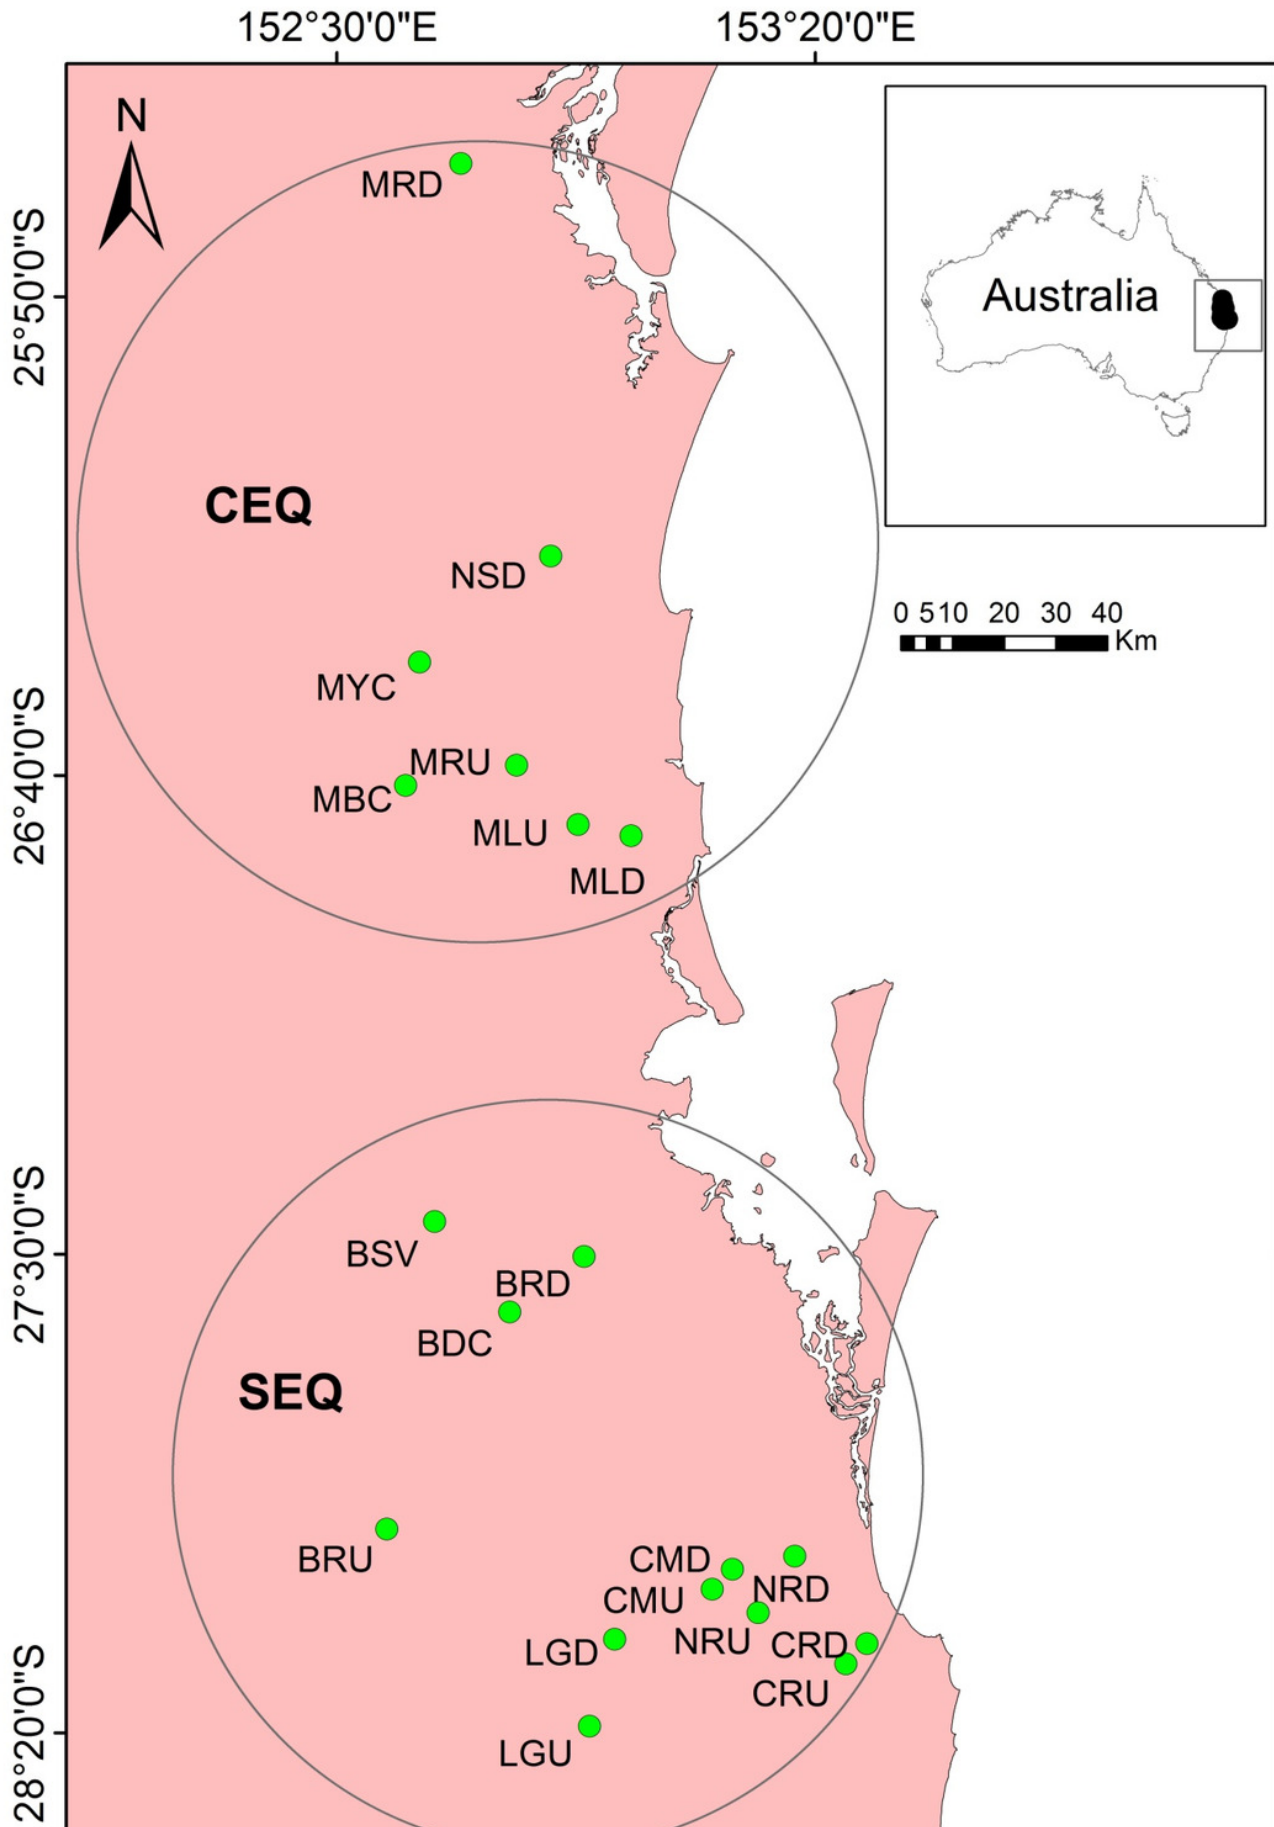 152°30'0"E
153°20'0"E
N
MRD
25°50'0"S
Australia
CEQ
NSD
0 5 10 20 30 40
Km
MYC
26°40'0"S
MRU
MBC
MLU
MLD
27°30'0"S
BSV
BRD
BDC
SEQ
BRU
CMD
NRD
CMU
NRU
CRD
LGD
CRU
28°20'0"S
LGU